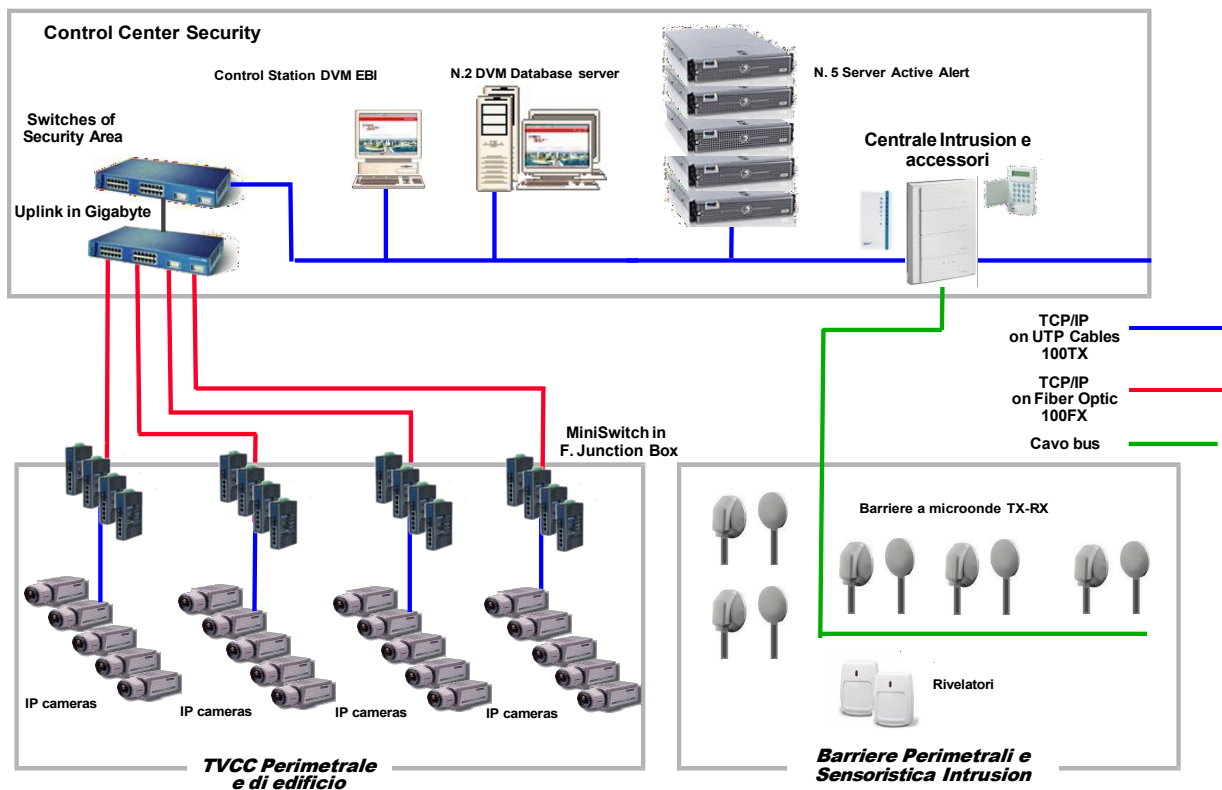 Control Center Security
Control Station DVM EBI
N.2 DVM Database server
N. 5 Server Active Alert
Switches of
Security Area
Centrale Intrusion e
accessori
Uplink in Gigabyte
TCP/IP
on UTP Cables
100TX
TCP/IP
on Fiber Optic
100FX
Cavo bus
MiniSwitch in
F. Junction Box
Barriere a microonde TX-RX
Rivelatori
IP cameras
IP cameras
IP cameras
IP cameras
TVCC Perimetrale
e di edificio
Barriere Perimetrali e
Sensoristica Intrusion